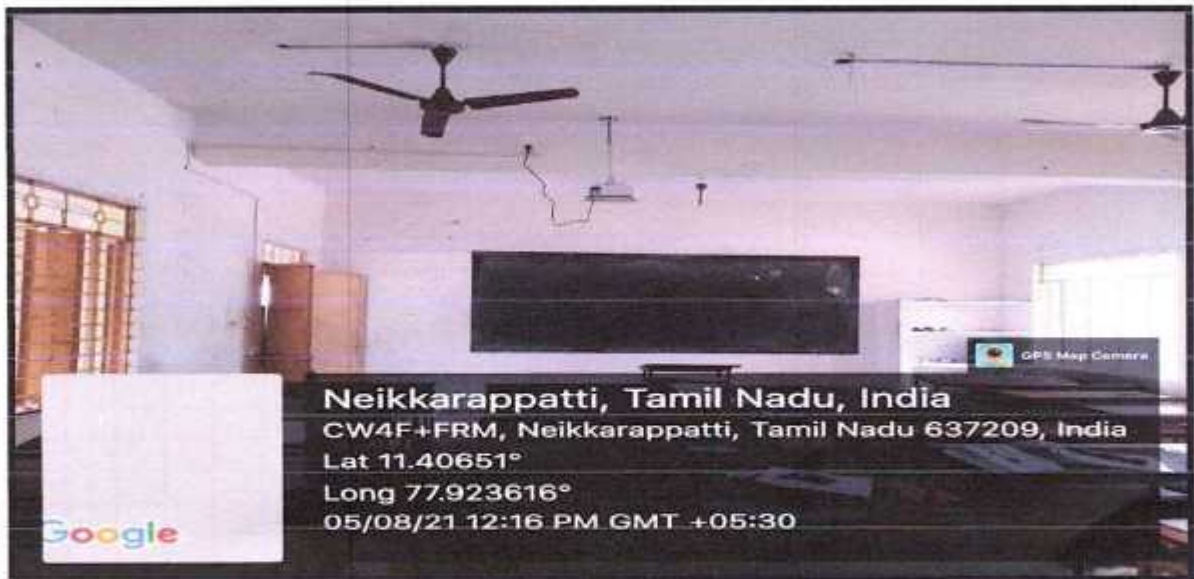 GPS Map Camera
Neikkarappatti, Tamil Nadu, India
CW4F+FRM, Neikkarappatti, Tamil Nadu 637209, India
Lat 11.40651°
Long 77.923616°
05/08/21 12:16 PM GMT +05:30
Google